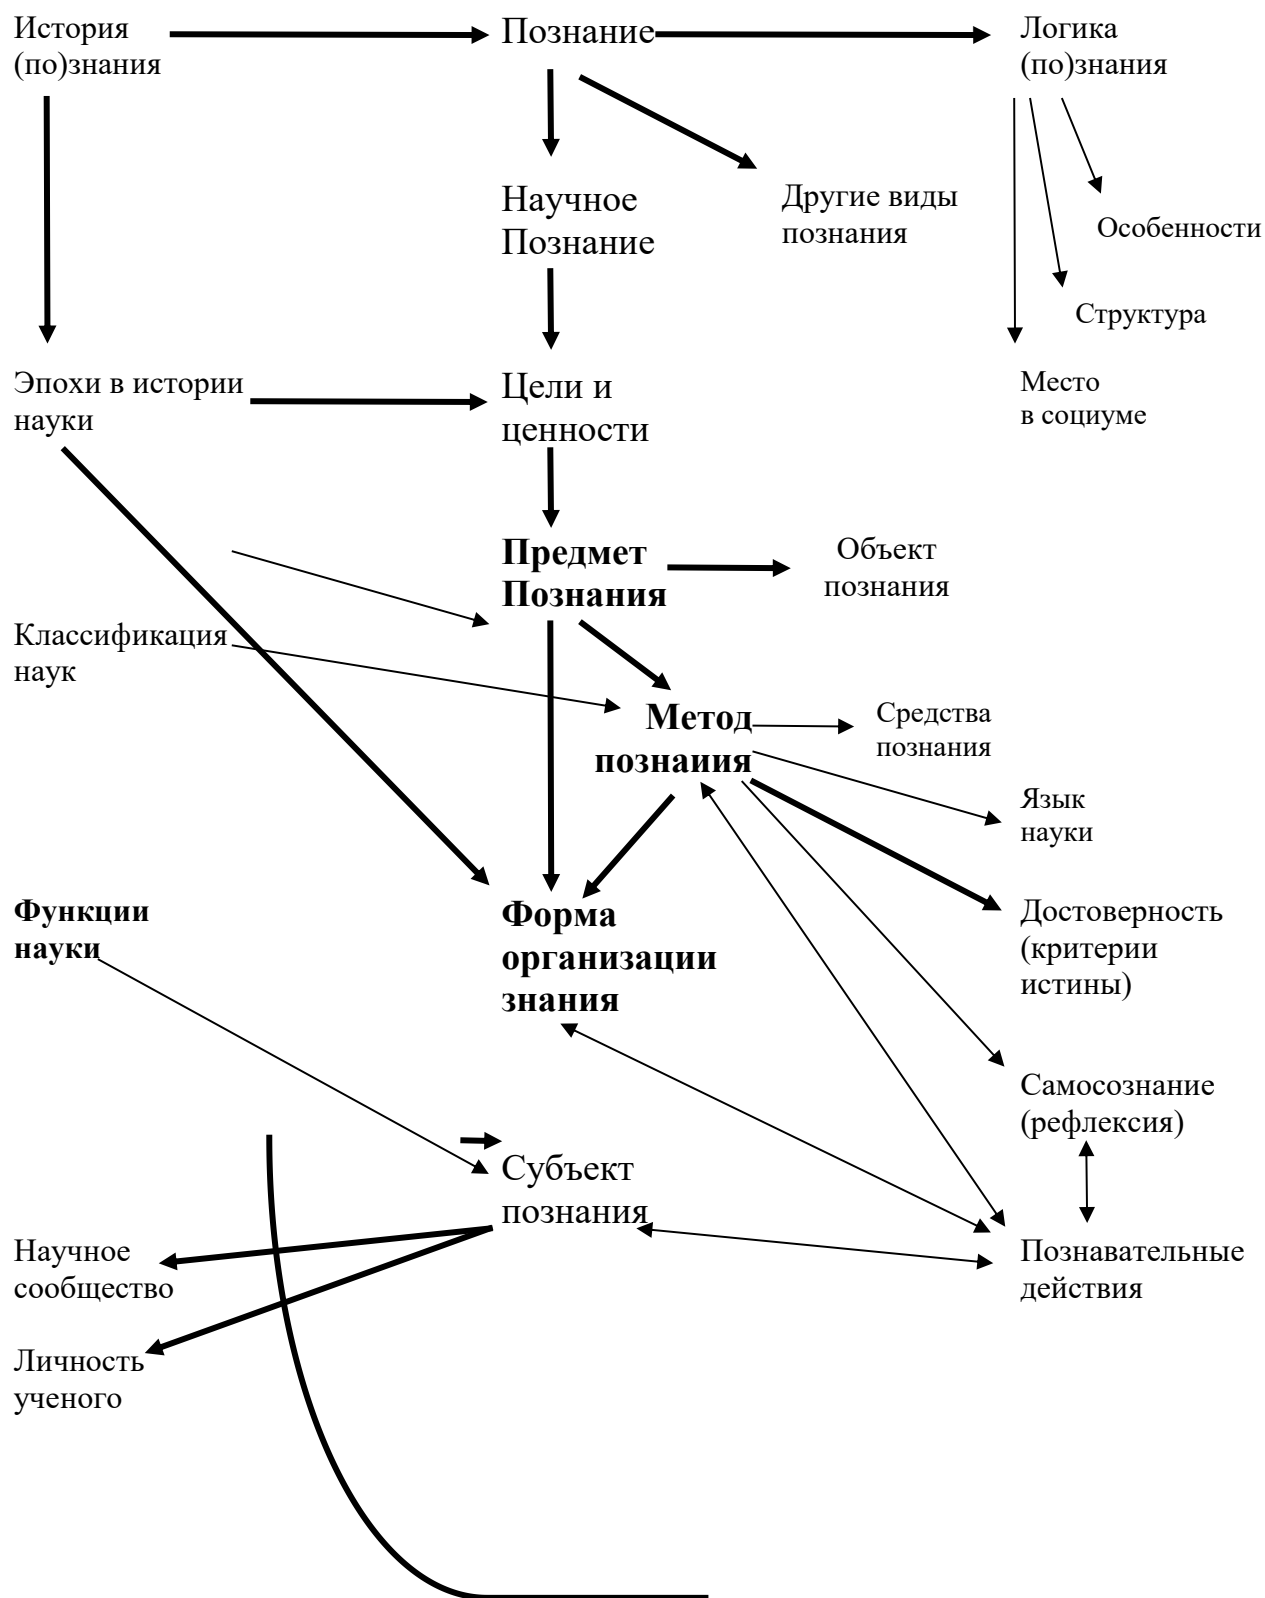 История
(по)знания
Познание
Логика
(по)знания
Научное
Познание
Другие виды
познания
Особенности
Структура
Эпохи в истории
науки
Цели и
ценности
Место
в социуме
Предмет
Познания
Объект
познания
Классификация
наук
Метод
познаиия
Средства
познания
Язык
науки
Функции
науки
Форма
организации
знания
Достоверность
(критерии
истины)
Самосознание
(рефлексия)
Субъект
познания
Научное
сообщество
Познавательные
действия
Личность
ученого